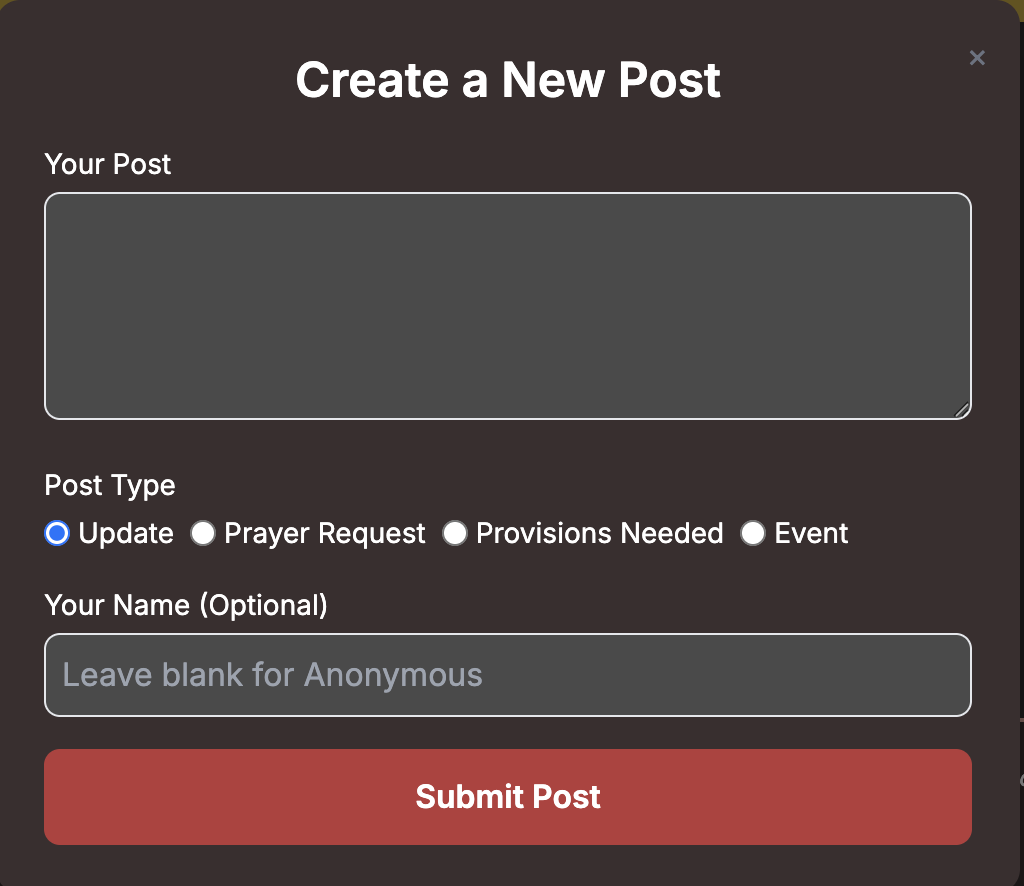 Create a New Post
×
Your Post
Post Type
Update Prayer Request Provisions Needed Event
Your Name (Optional)
Leave blank for Anonymous
Submit Post